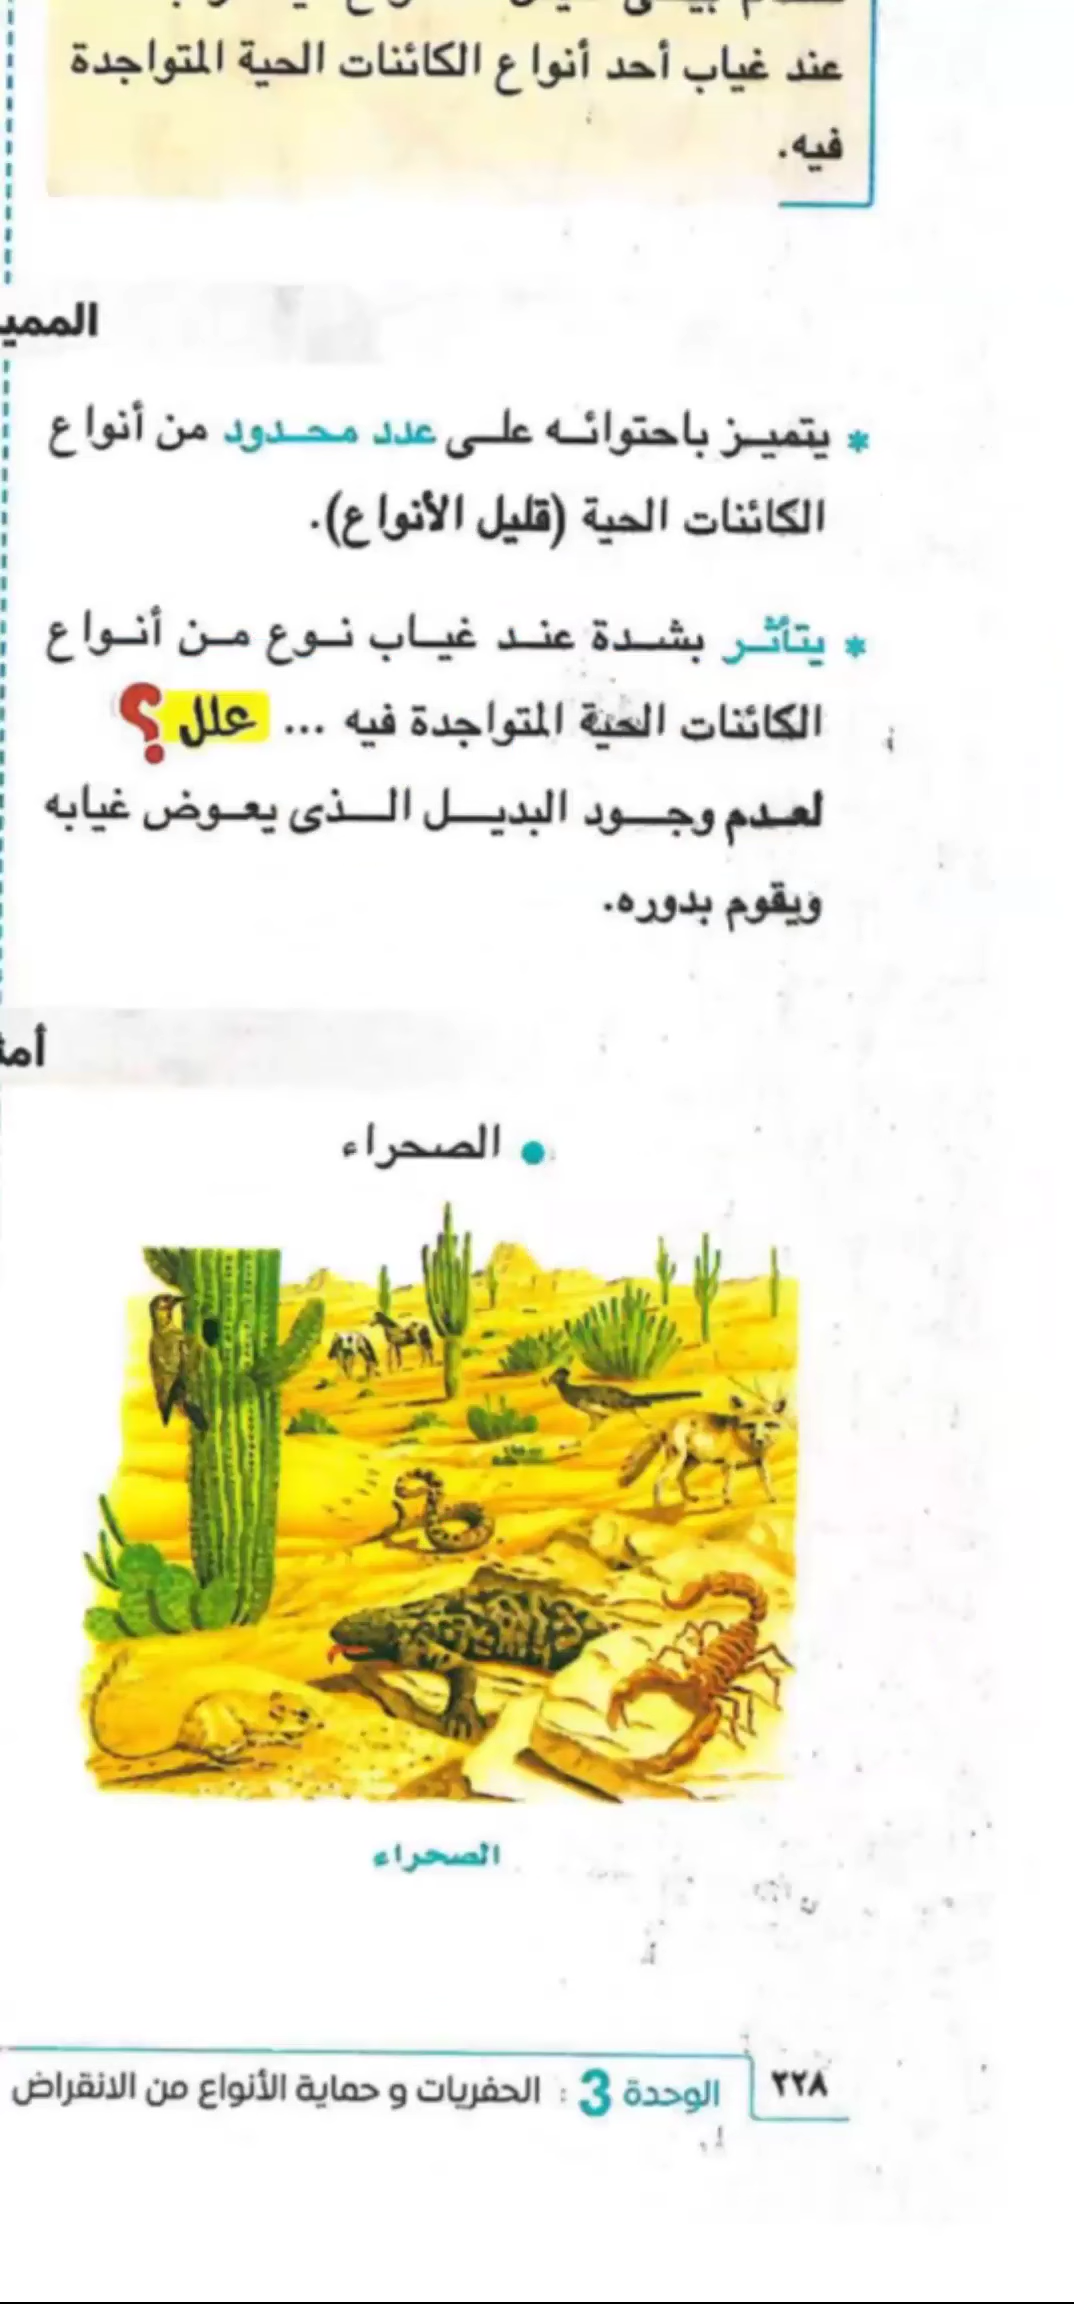 عند غياب أحد أنواع الكائنات الحية المتواجدة
فيه.
* يتميز باحتوائه على عدد محدود من أنواع
الكائنات الحية (قليل الأنواع).
* يتأثر بشدة عند غياب نوع من أنواع
الكائنات الحية المتواجدة فيه ... علل ؟
لعدم وجود البديل الذى يعوض غيابه
ويقوم بدوره.
• الصحراء
الصحراء
٢٢٨ الوحدة 3 : الحفريات و حماية الأنواع من الانقراض